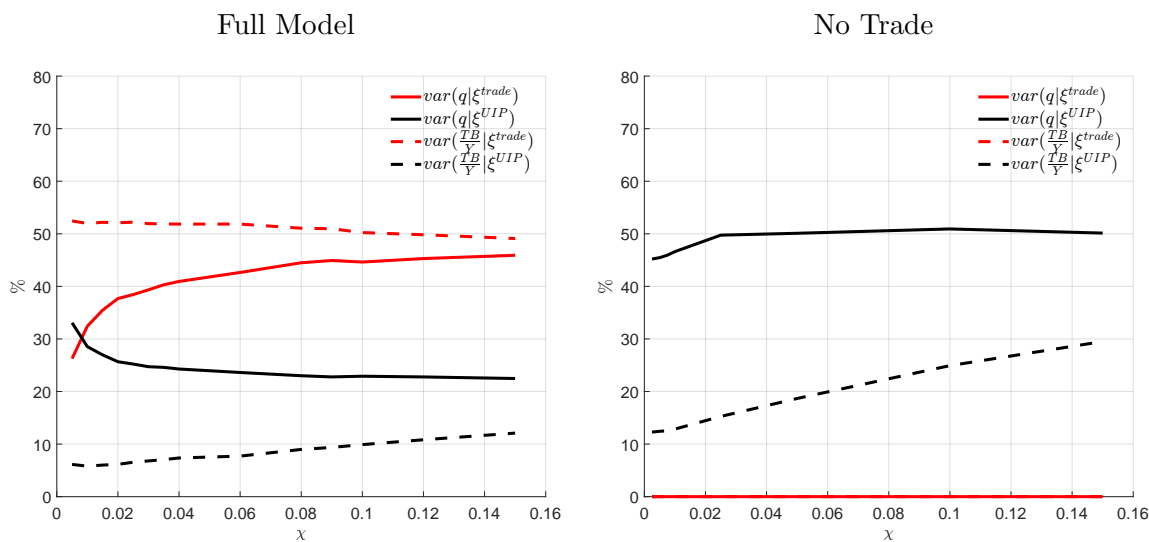 Full Model
80
70
60
50
40
30
20
10
0
%
0 0.02 0.04 0.06 0.08 0.1 0.12 0.14 0.16
χ
var(q|ξ^{trade})
var(q|ξ^{UIP})
var(\frac{TB}{Y}|ξ^{trade})
var(\frac{TB}{Y}|ξ^{UIP})
No Trade
80
70
60
50
40
30
20
10
0
%
0 0.02 0.04 0.06 0.08 0.1 0.12 0.14 0.16
χ
var(q|ξ^{trade})
var(q|ξ^{UIP})
var(\frac{TB}{Y}|ξ^{trade})
var(\frac{TB}{Y}|ξ^{UIP})